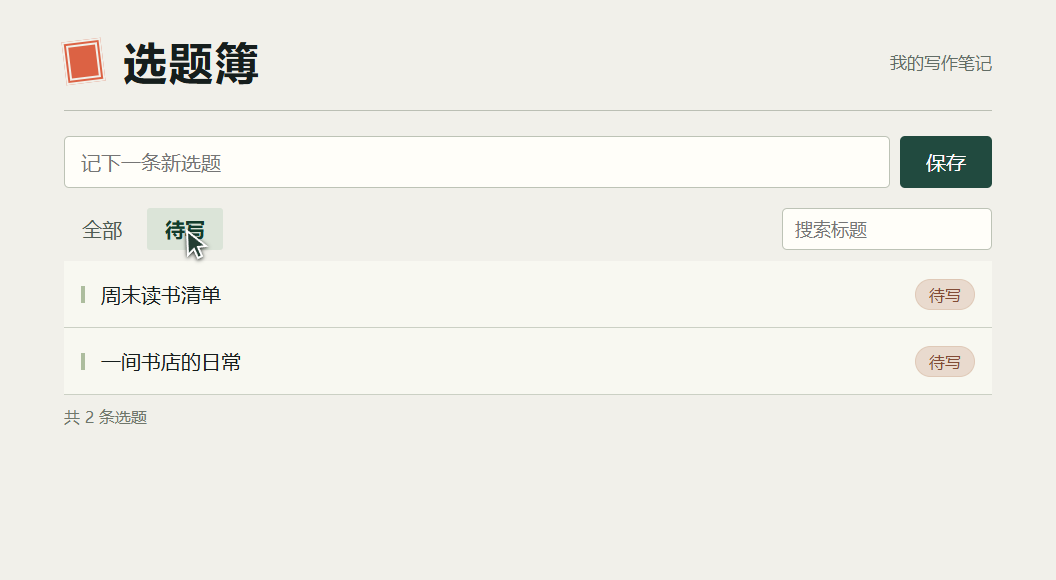 选题簿
我的写作笔记
记下一条新选题
保存
全部
待写
搜索标题
周末读书清单
待写
一间书店的日常
待写
共 2 条选题